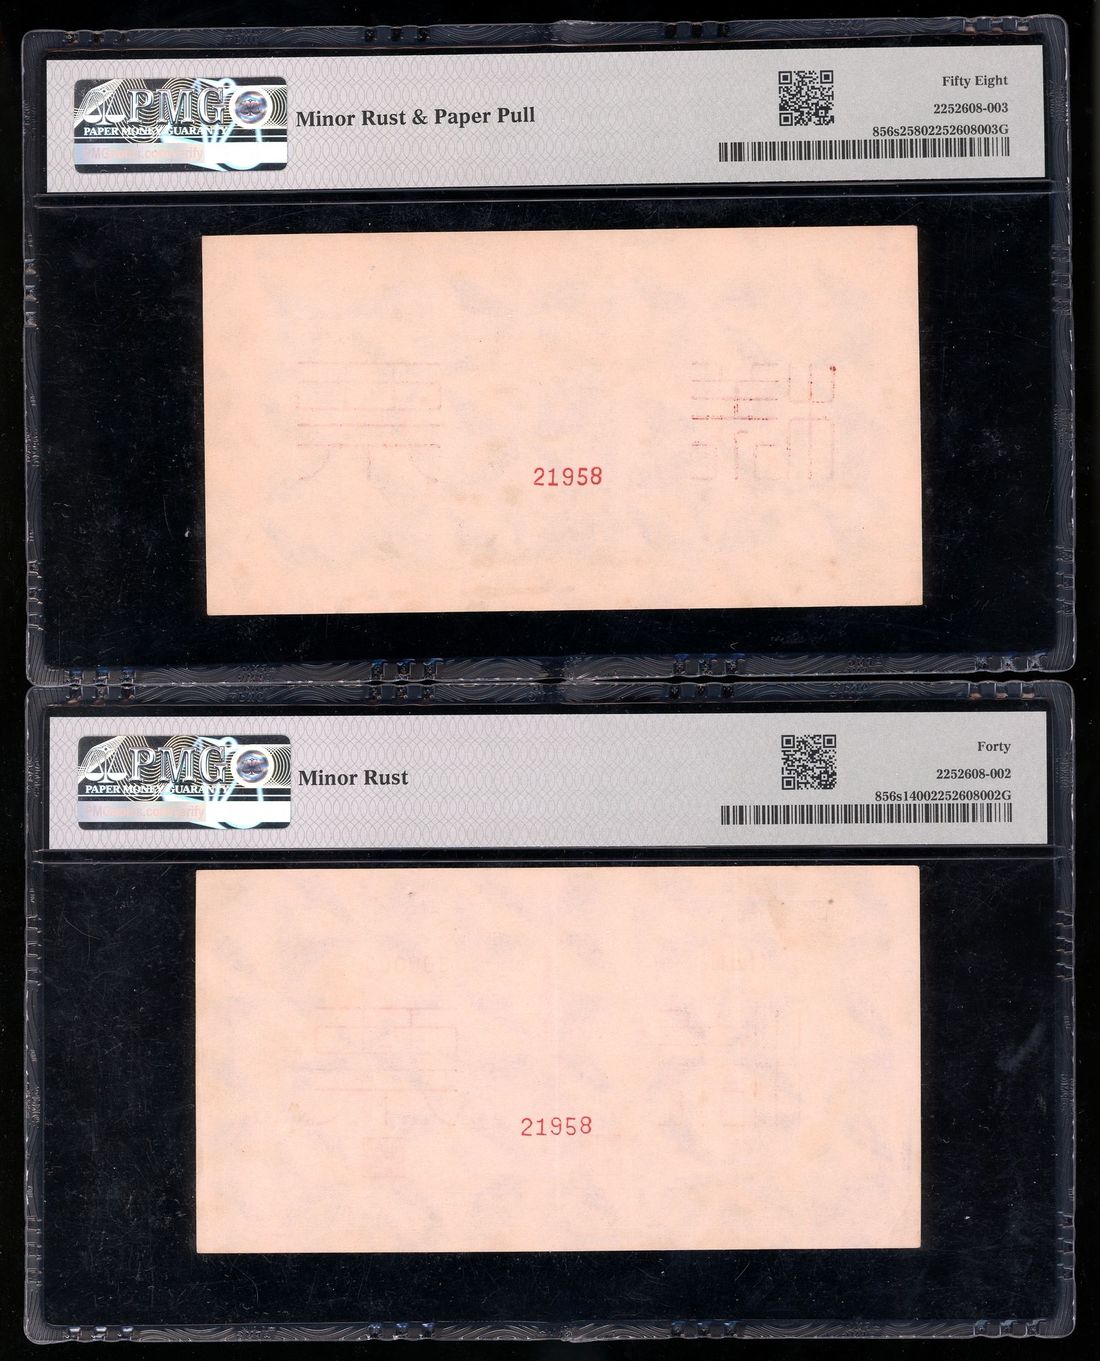 PMG
PAPER MONEY GUARANTY
Minor Rust & Paper Pull
Fifty Eight
2252608-003
856s25802252608003G
21958
PMG
PAPER MONEY GUARANTY
Minor Rust
Forty
2252608-002
856s14002252608002G
21958